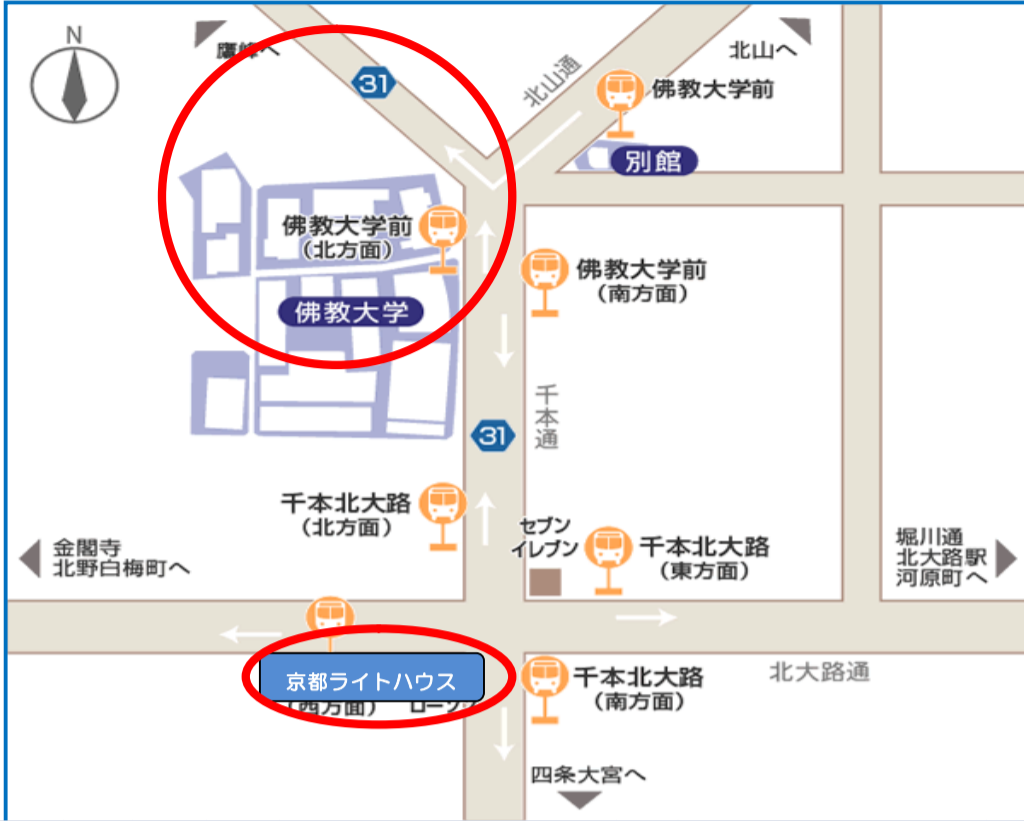 N
鷹峰へ
31
北山通
北山へ
佛教大学前
別館
佛教大学前
(北方面)
佛教大学前
(南方面)
佛教大学
千本通
31
千本北大路
(北方面)
セブン
イレブン
千本北大路
(東方面)
金閣寺
北野白梅町へ
堀川通
北大路駅
河原町へ
京都ライトハウス
(西方面)
千本北大路
(南方面)
北大路通
四条大宮へ